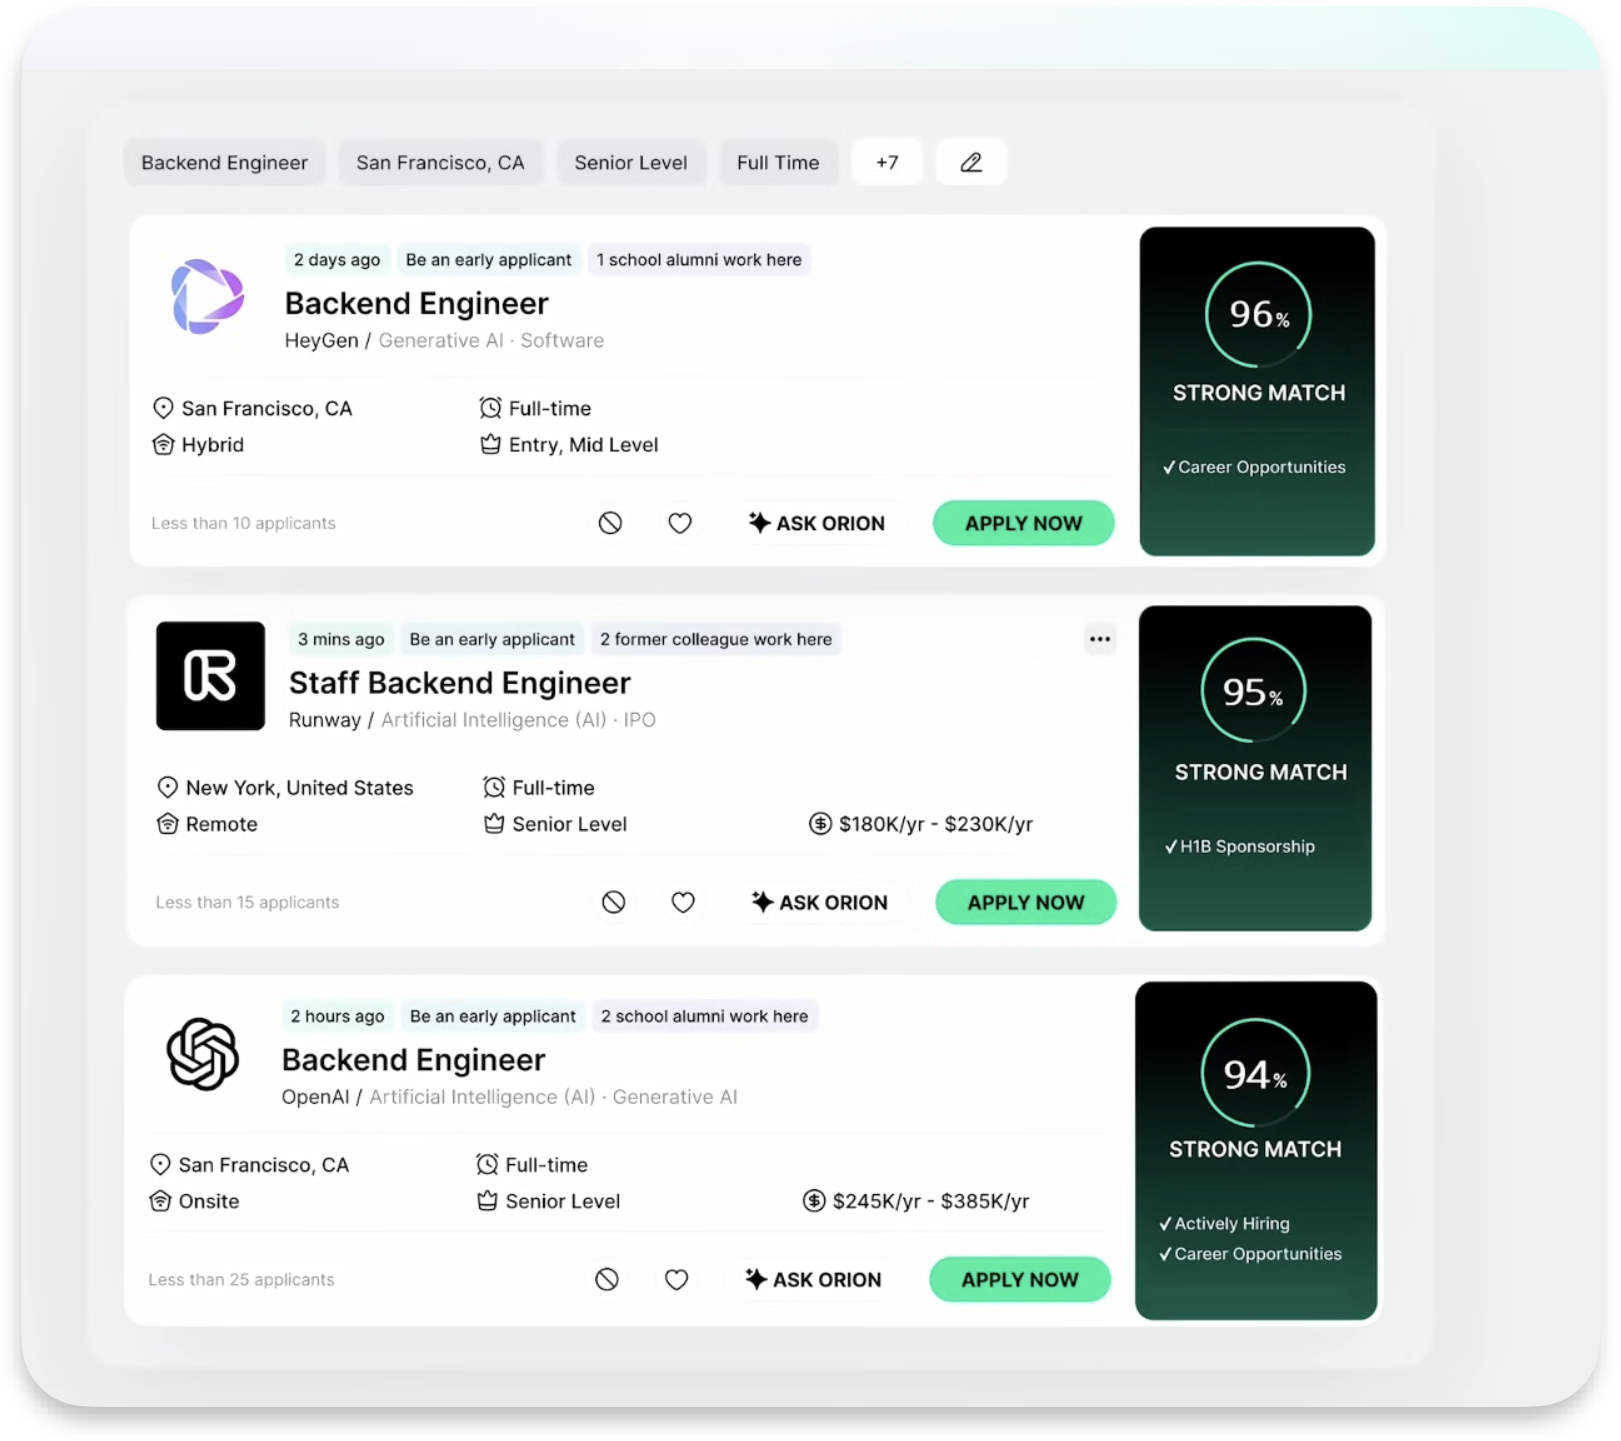 Backend Engineer San Francisco, CA Senior Level Full Time +7
2 days ago Be an early applicant 1 school alumni work here
Backend Engineer
HeyGen / Generative AI · Software
San Francisco, CA Full-time
Hybrid Entry, Mid Level
Less than 10 applicants ASK ORION APPLY NOW
96%
STRONG MATCH
✓ Career Opportunities
3 mins ago Be an early applicant 2 former colleague work here
Staff Backend Engineer
Runway / Artificial Intelligence (AI) · IPO
New York, United States Full-time
Remote Senior Level $180K/yr - $230K/yr
Less than 15 applicants ASK ORION APPLY NOW
95%
STRONG MATCH
✓ H1B Sponsorship
2 hours ago Be an early applicant 2 school alumni work here
Backend Engineer
OpenAI / Artificial Intelligence (AI) · Generative AI
San Francisco, CA Full-time
Onsite Senior Level $245K/yr - $385K/yr
Less than 25 applicants ASK ORION APPLY NOW
94%
STRONG MATCH
✓ Actively Hiring
✓ Career Opportunities